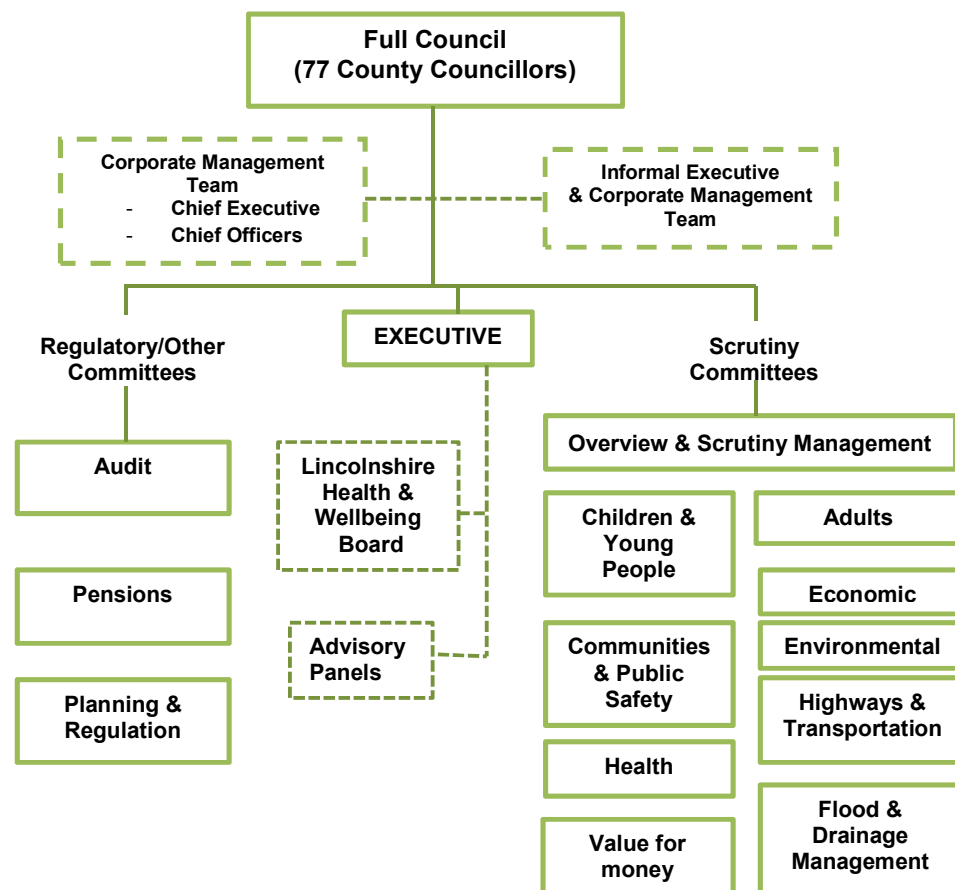 Full Council
(77 County Councillors)
Corporate Management
Team
- Chief Executive
- Chief Officers
Informal Executive
& Corporate Management
Team
Regulatory/Other
Committees
EXECUTIVE
Scrutiny
Committees
Audit
Pensions
Planning &
Regulation
Lincolnshire
Health &
Wellbeing
Board
Advisory
Panels
Overview & Scrutiny Management
Children &
Young
People
Adults
Economic
Communities
& Public
Safety
Environmental
Highways &
Transportation
Health
Value for
money
Flood &
Drainage
Management